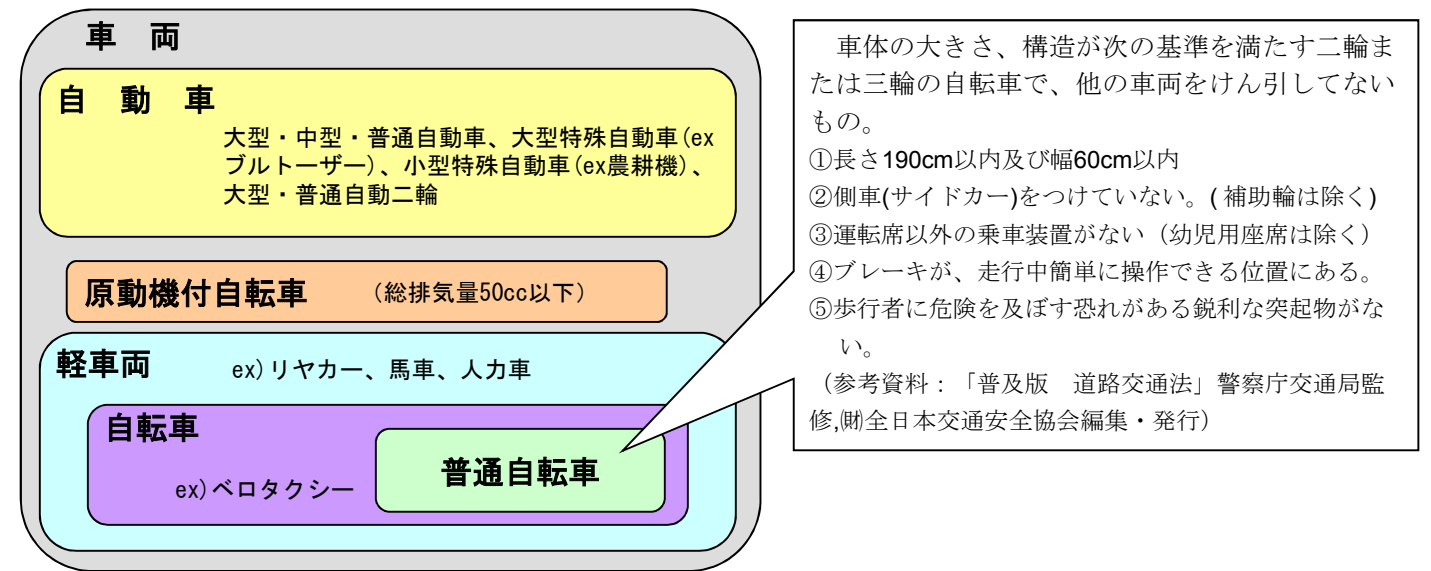 車　両
自　動　車
大型・中型・普通自動車、大型特殊自動車(ex
ブルトーザー)、小型特殊自動車(ex農耕機)、
大型・普通自動二輪
原動機付自転車　（総排気量50cc以下）
軽車両　ex)リヤカー、馬車、人力車
自転車
ex)ベロタクシー
普通自転車
　車体の大きさ、構造が次の基準を満たす二輪ま
たは三輪の自転車で、他の車両をけん引してない
もの。
①長さ190cm以内及び幅60cm以内
②側車(サイドカー)をつけていない。( 補助輪は除く)
③運転席以外の乗車装置がない（幼児用座席は除く）
④ブレーキが、走行中簡単に操作できる位置にある。
⑤歩行者に危険を及ぼす恐れがある鋭利な突起物がな
い。
（参考資料：「普及版　道路交通法」警察庁交通局監
修,㈶全日本交通安全協会編集・発行）